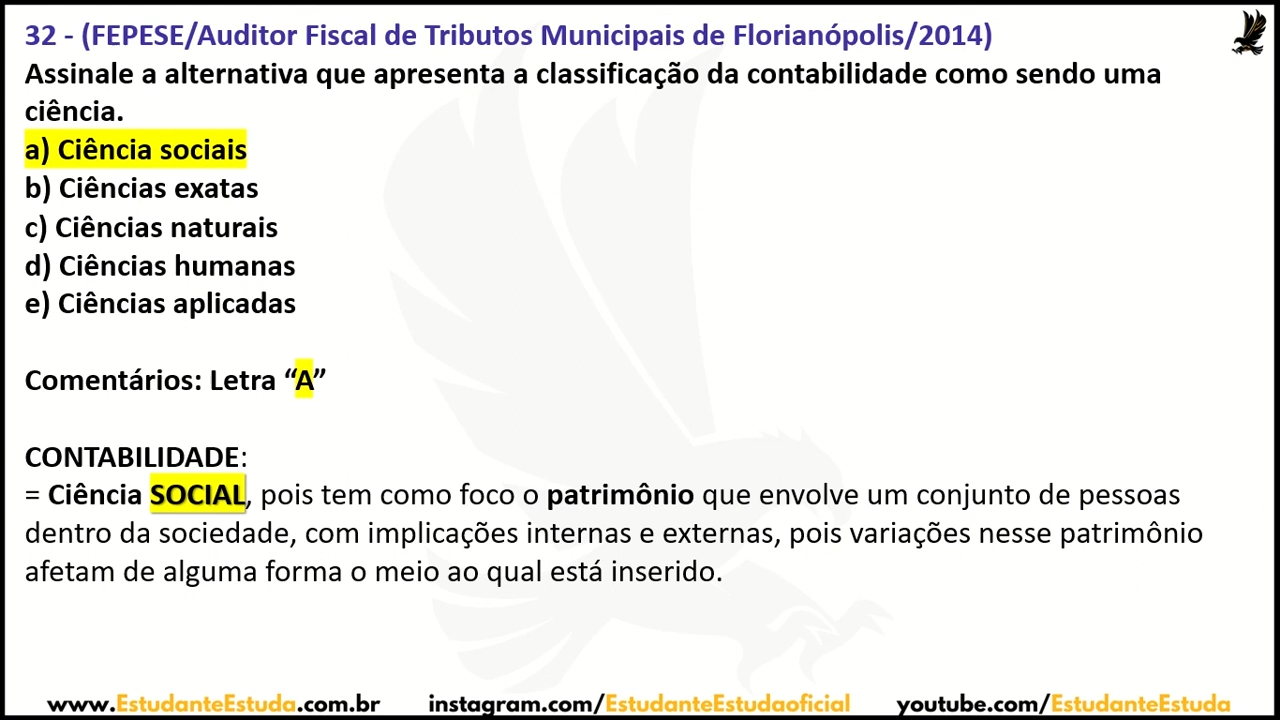 32 - (FEPESE/Auditor Fiscal de Tributos Municipais de Florianópolis/2014)
Assinale a alternativa que apresenta a classificação da contabilidade como sendo uma
ciência.
a) Ciência sociais
b) Ciências exatas
c) Ciências naturais
d) Ciências humanas
e) Ciências aplicadas
Comentários: Letra “A”
CONTABILIDADE:
= Ciência SOCIAL, pois tem como foco o patrimônio que envolve um conjunto de pessoas
dentro da sociedade, com implicações internas e externas, pois variações nesse patrimônio
afetam de alguma forma o meio ao qual está inserido.
www.EstudanteEstuda.com.br instagram.com/EstudanteEstudaoficial youtube.com/EstudanteEstuda